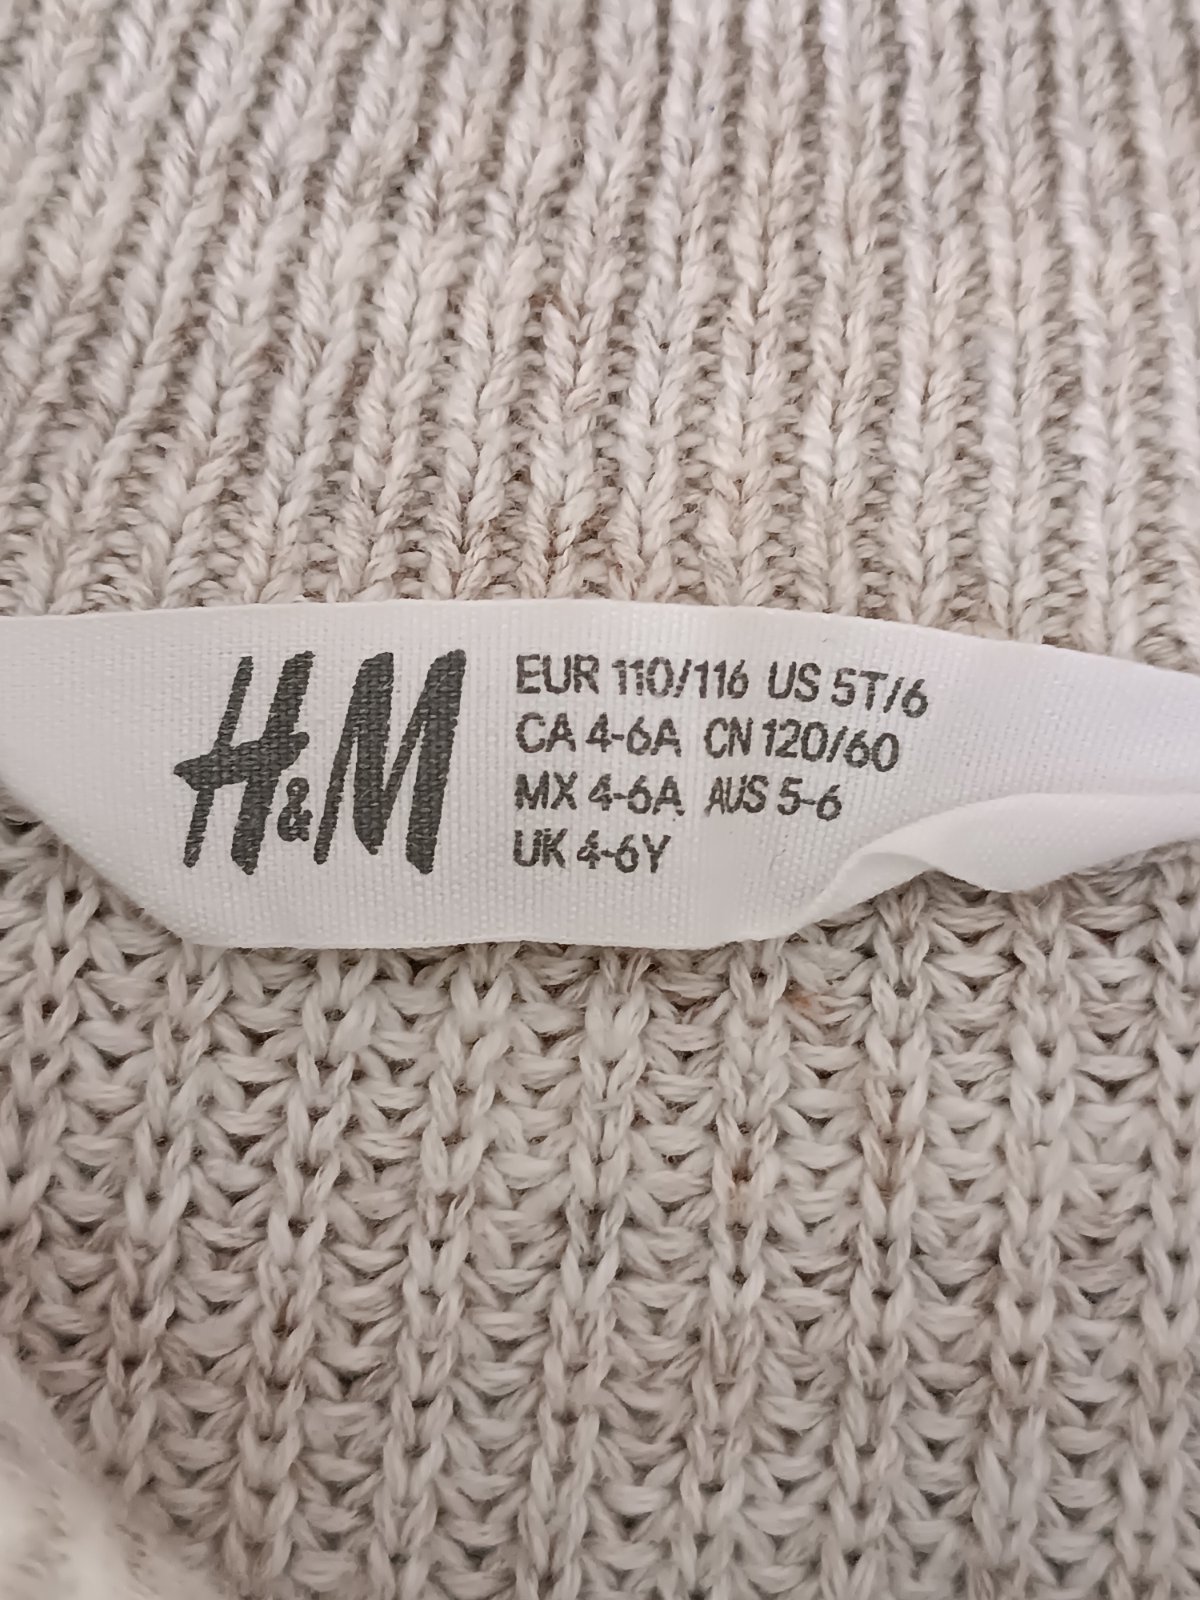 H&M
EUR 110/116 US 5T/6
CA 4-6A CN 120/60
MX 4-6A AUS 5-6
UK 4-6Y